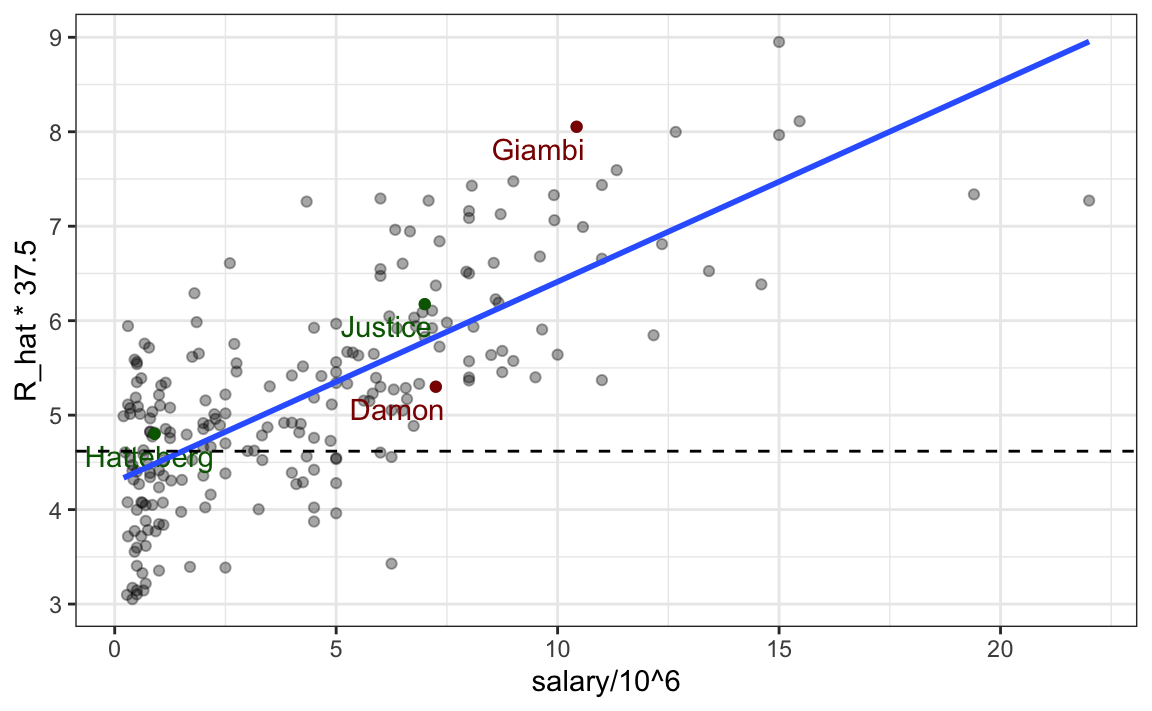 9
8
7
6
5
4
3
R_hat * 37.5
Giambi
Justice
Damon
Hatteberg
0 5 10 15 20
salary/10^6